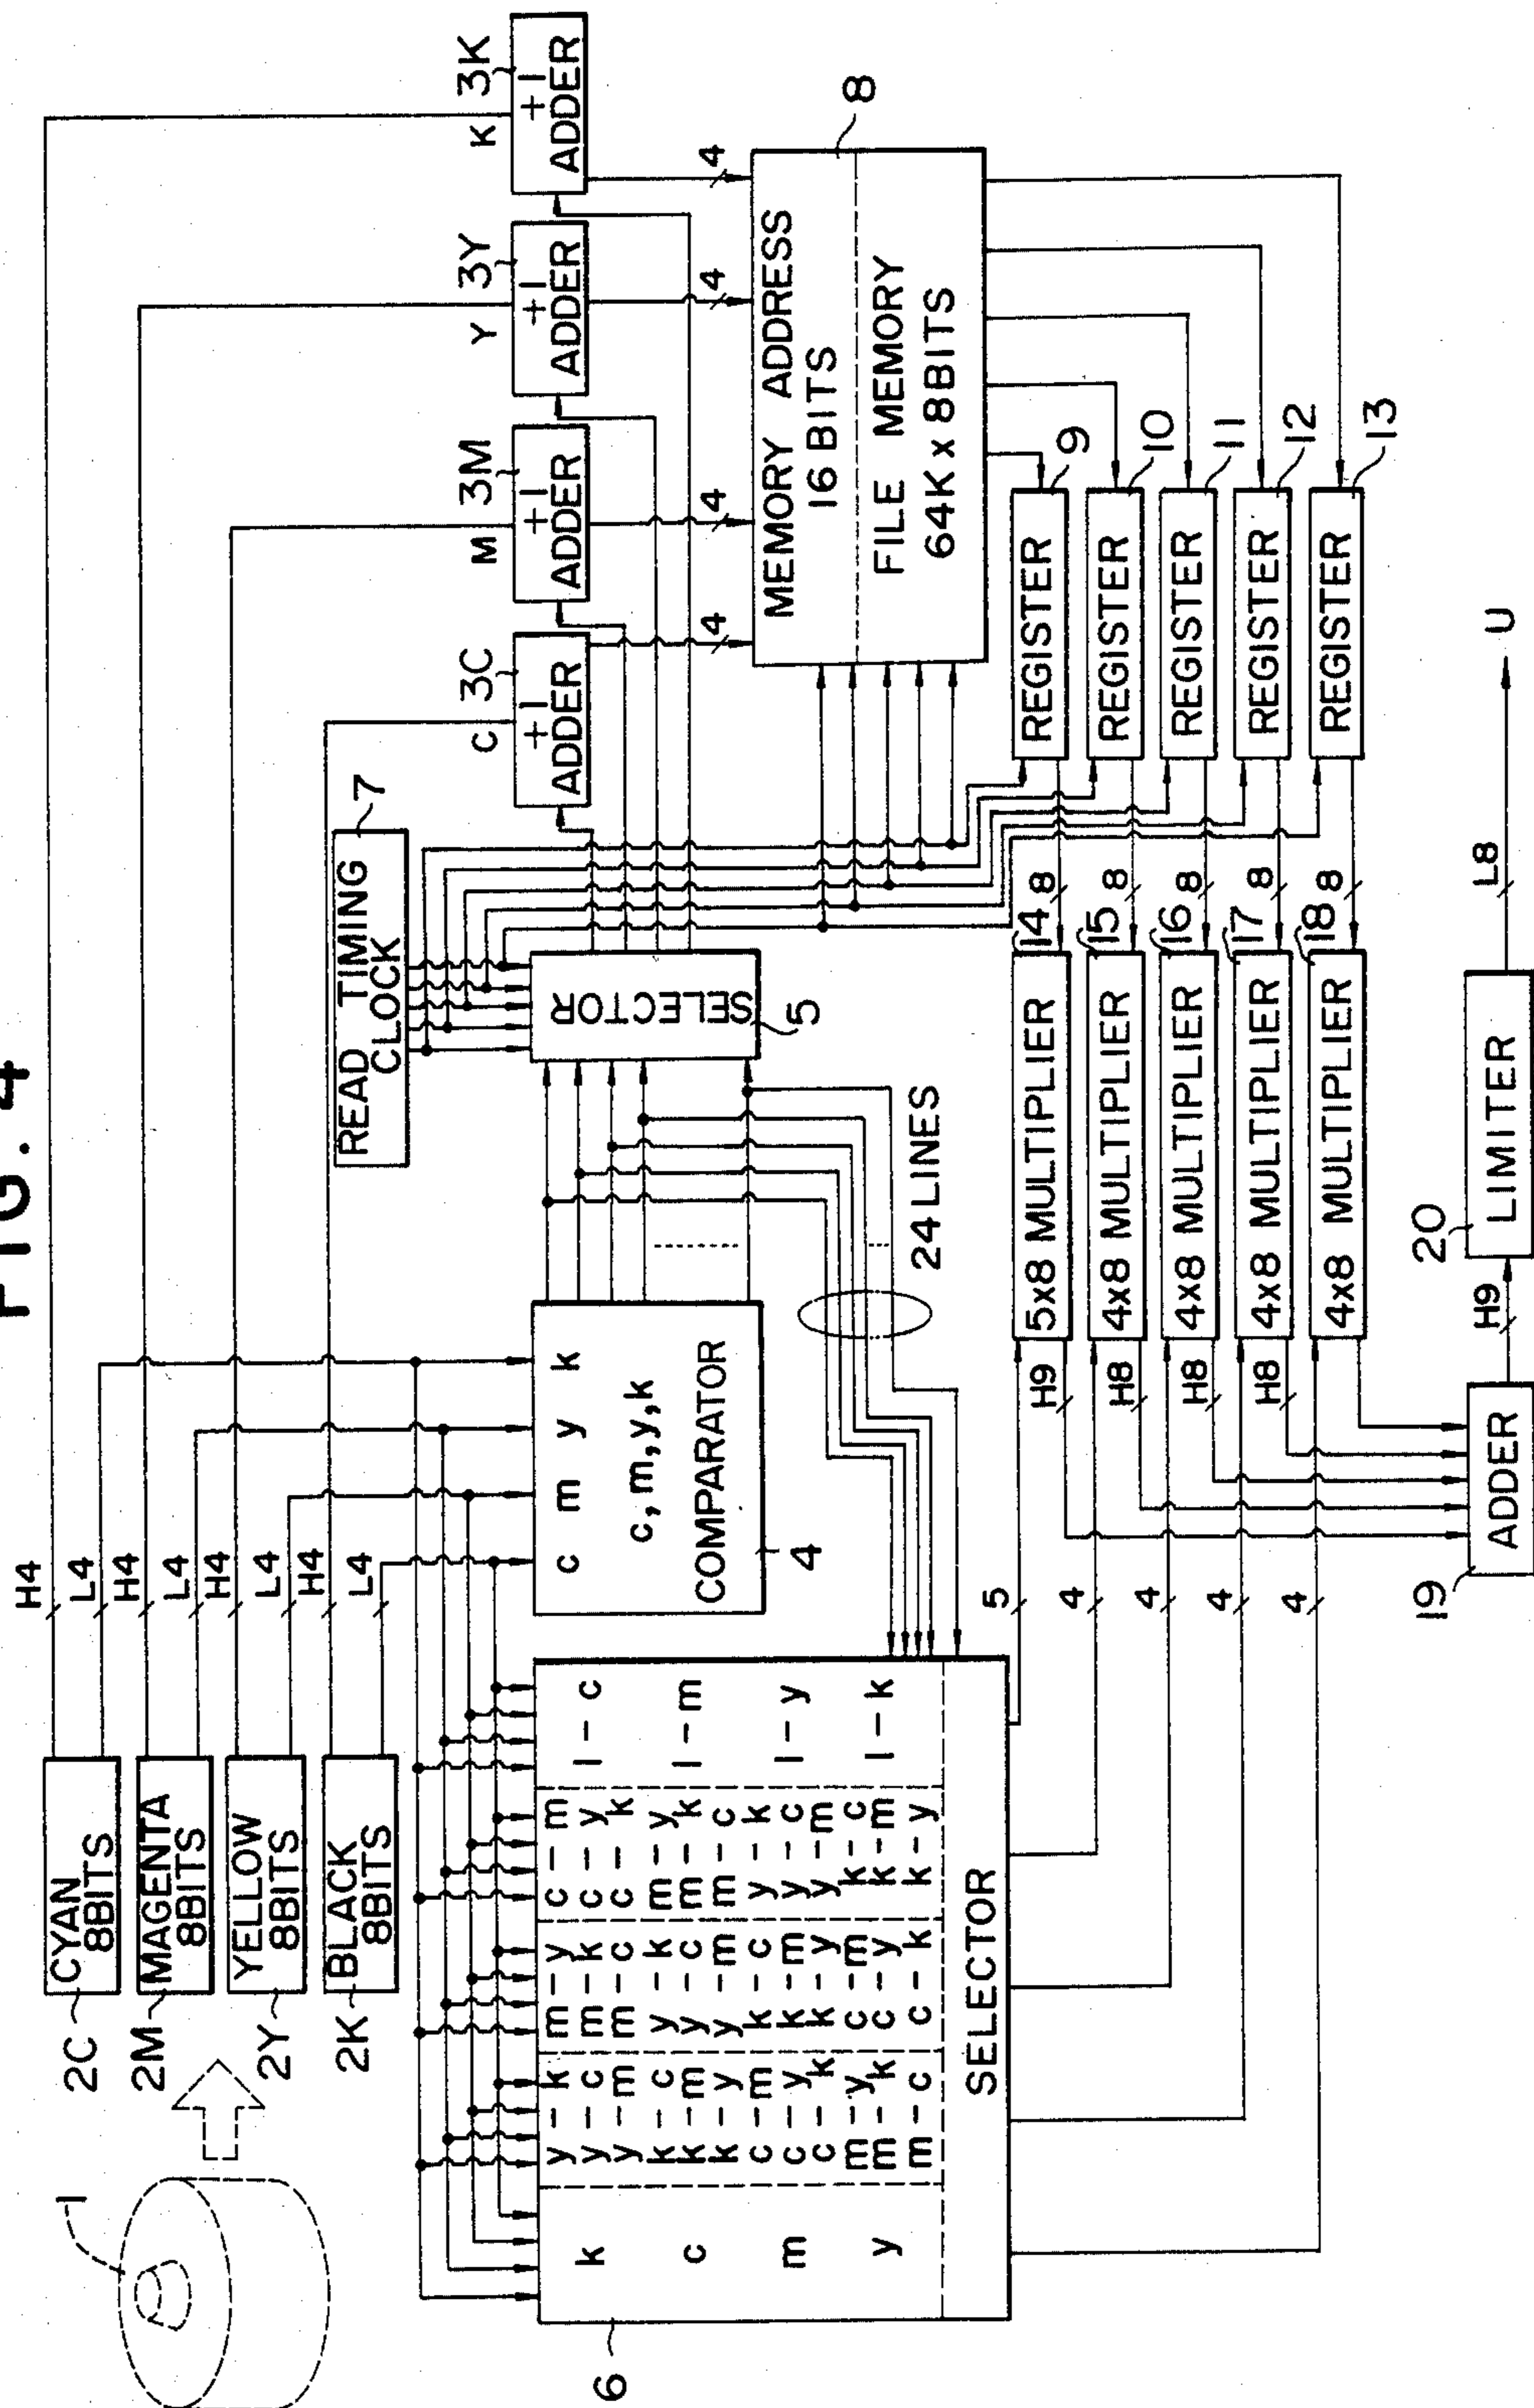 FIG. 4
1
2C
CYAN
8BITS
2M
MAGENTA
8BITS
2Y
YELLOW
8BITS
2K
BLACK
8BITS
H4
L4
H4
L4
H4
L4
H4
L4
READ TIMING
CLOCK
7
C
3C
+1
ADDER
M
3M
+1
ADDER
Y
3Y
+1
ADDER
K
3K
+1
ADDER
4
4
4
4
c m y k
c,m,y,k
COMPARATOR
4
SELECTOR
5
24 LINES
MEMORY ADDRESS
16 BITS
FILE MEMORY
64K x 8BITS
8
6
k
c
m
y
y-k
y-c
y-m
k-c
k-m
k-y
c-m
c-y
c-k
m-y
m-k
m-c
m-y
m-k
m-c
y-k
y-c
y-m
k-c
k-m
k-y
c-m
c-y
c-k
c-m
c-y
c-k
m-y
m-k
m-c
y-k
y-c
y-m
k-c
k-m
k-y
1-c
1-m
1-y
1-k
SELECTOR
5
4
4
4
4
REGISTER
9
REGISTER
10
REGISTER
11
REGISTER
12
REGISTER
13
8
8
8
8
8
5x8 MULTIPLIER
14
4x8 MULTIPLIER
15
4x8 MULTIPLIER
16
4x8 MULTIPLIER
17
4x8 MULTIPLIER
18
H9
H8
H8
H8
19
ADDER
H9
20
LIMITER
L8
U